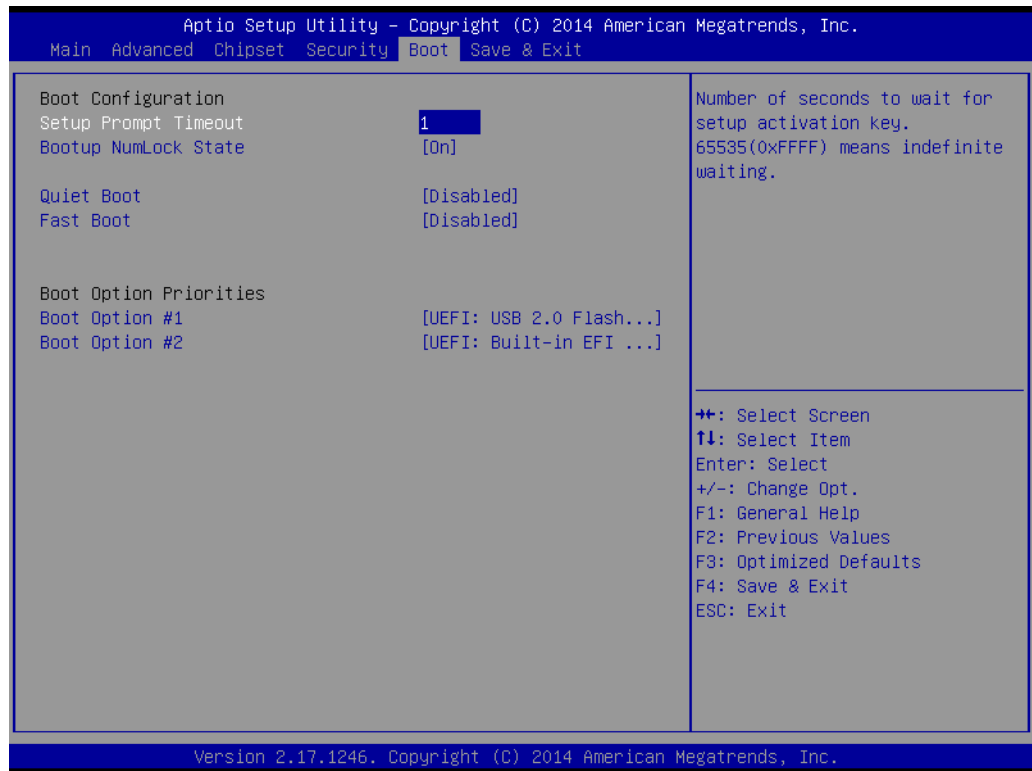 Aptio Setup Utility – Copyright (C) 2014 American Megatrends, Inc.
Main Advanced Chipset Security Boot Save & Exit
Boot Configuration
Setup Prompt Timeout 1
Bootup NumLock State [On]
Quiet Boot [Disabled]
Fast Boot [Disabled]
Boot Option Priorities
Boot Option #1 [UEFI: USB 2.0 Flash...]
Boot Option #2 [UEFI: Built-in EFI ...]
Number of seconds to wait for
setup activation key.
65535(0xFFFF) means indefinite
waiting.
→←: Select Screen
↑↓: Select Item
Enter: Select
+/-: Change Opt.
F1: General Help
F2: Previous Values
F3: Optimized Defaults
F4: Save & Exit
ESC: Exit
Version 2.17.1246. Copyright (C) 2014 American Megatrends, Inc.